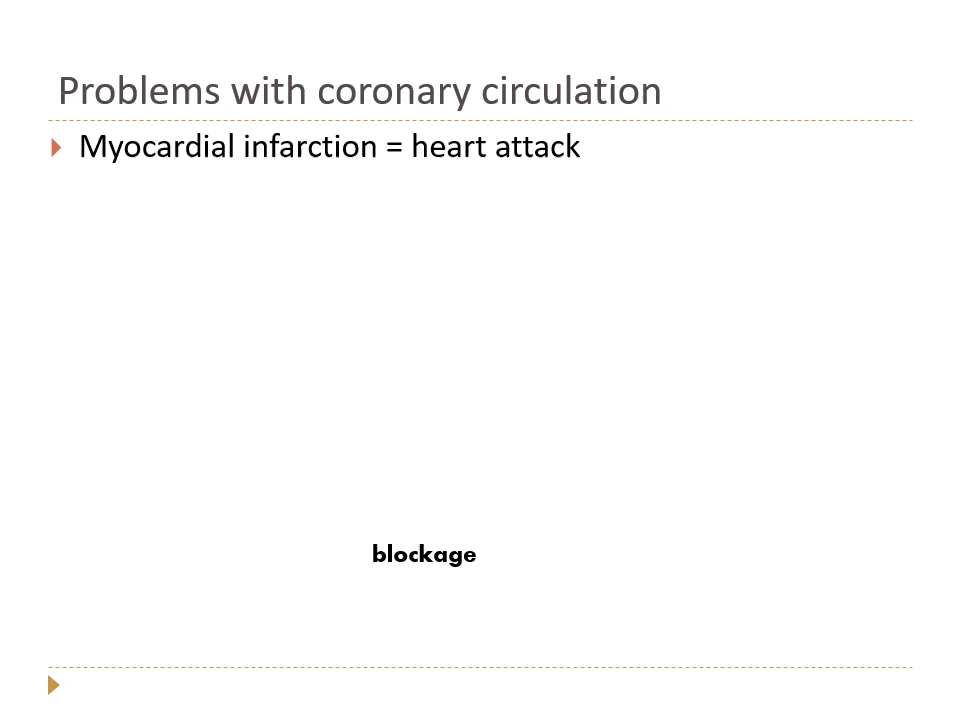 Problems with coronary circulation
Myocardial infarction = heart attack
blockage